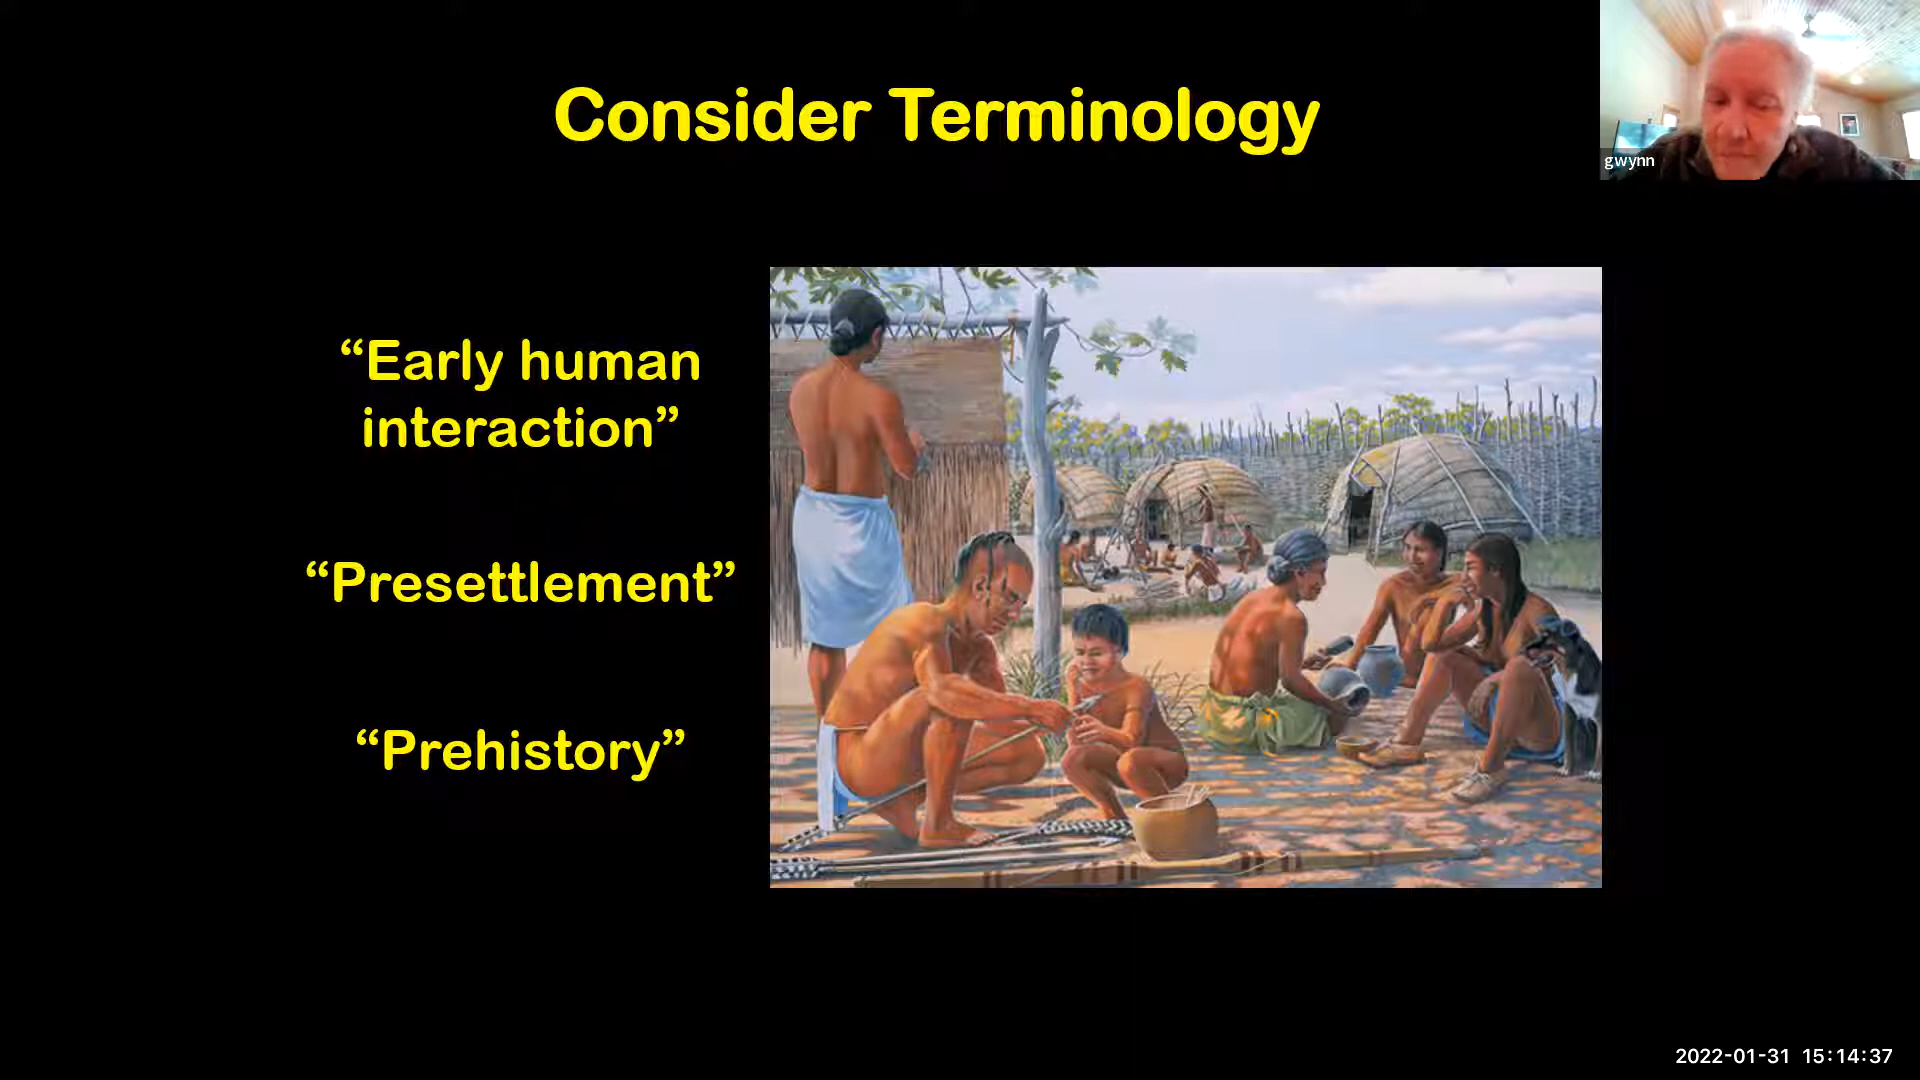 Consider Terminology
gwynn
“Early human
interaction”
“Presettlement”
“Prehistory”
2022-01-31 15:14:37